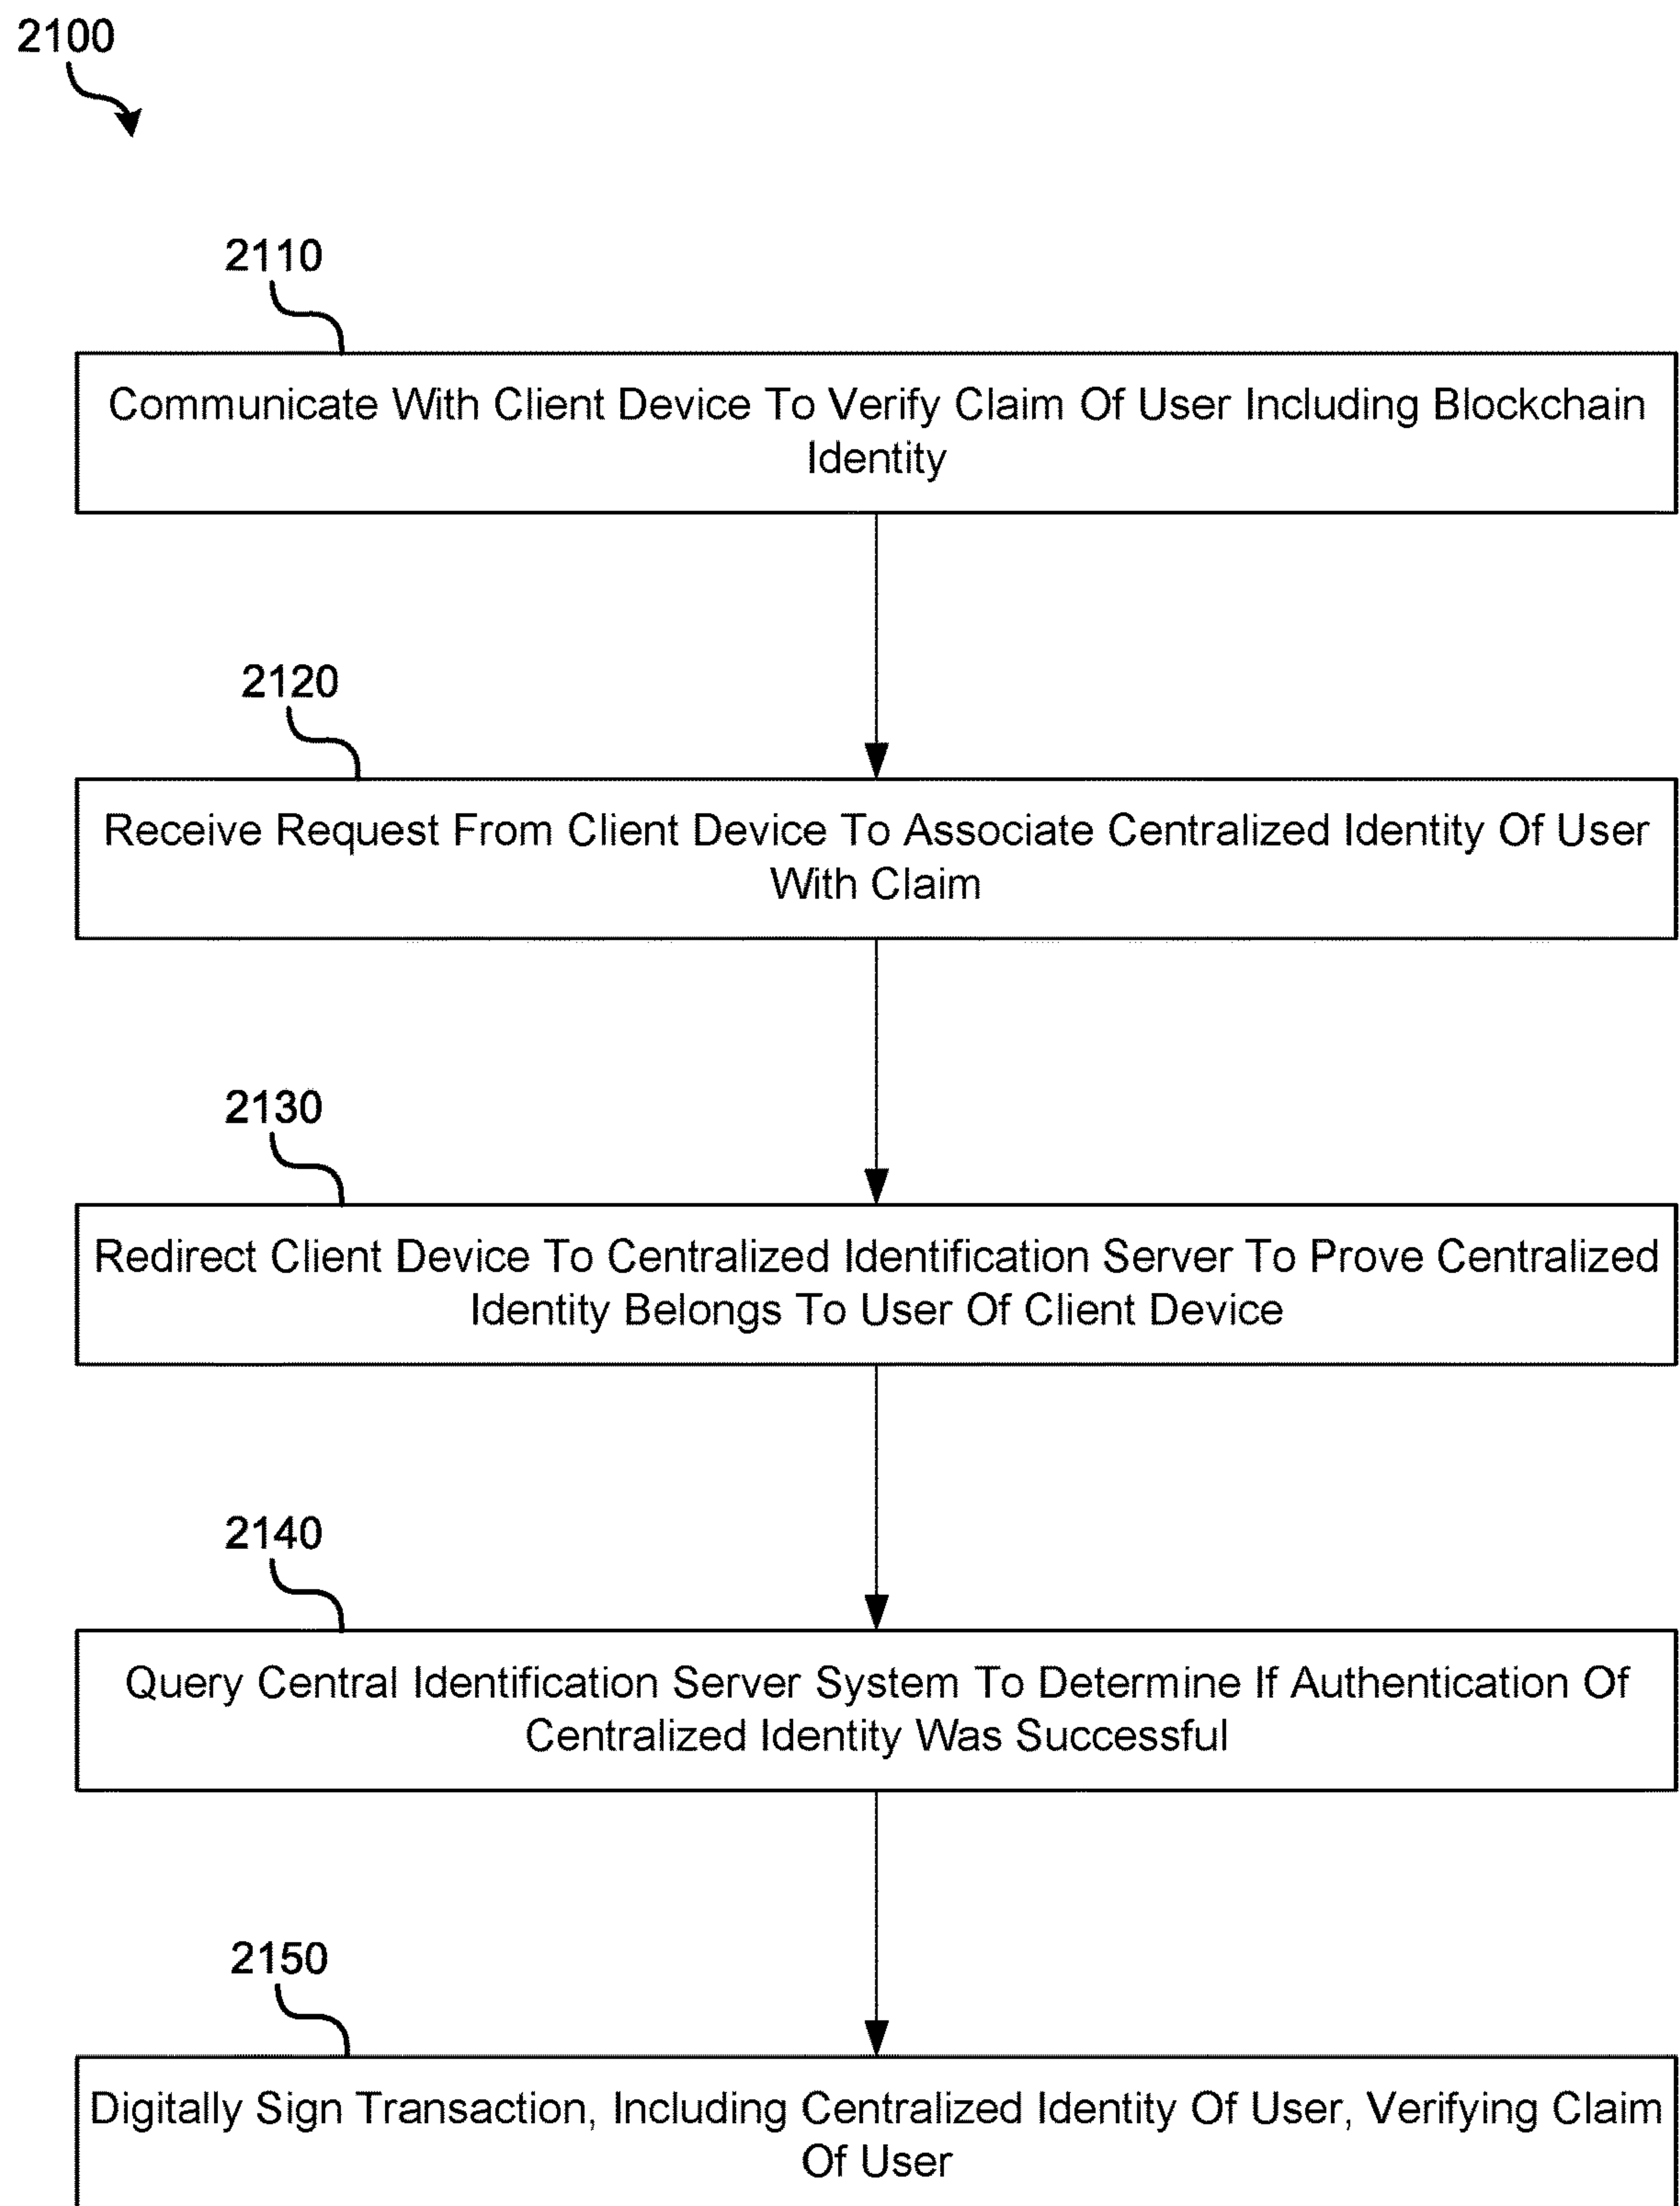 2100
2110
Communicate With Client Device To Verify Claim Of User Including Blockchain
Identity
2120
Receive Request From Client Device To Associate Centralized Identity Of User
With Claim
2130
Redirect Client Device To Centralized Identification Server To Prove Centralized
Identity Belongs To User Of Client Device
2140
Query Central Identification Server System To Determine If Authentication Of
Centralized Identity Was Successful
2150
Digitally Sign Transaction, Including Centralized Identity Of User, Verifying Claim
Of User